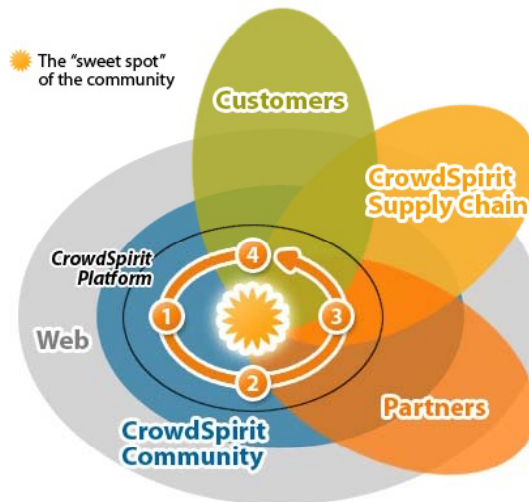 The “sweet spot”
of the community
Customers
CrowdSpirit
Supply Chain
CrowdSpirit
Platform
4
1
3
2
Web
Partners
CrowdSpirit
Community